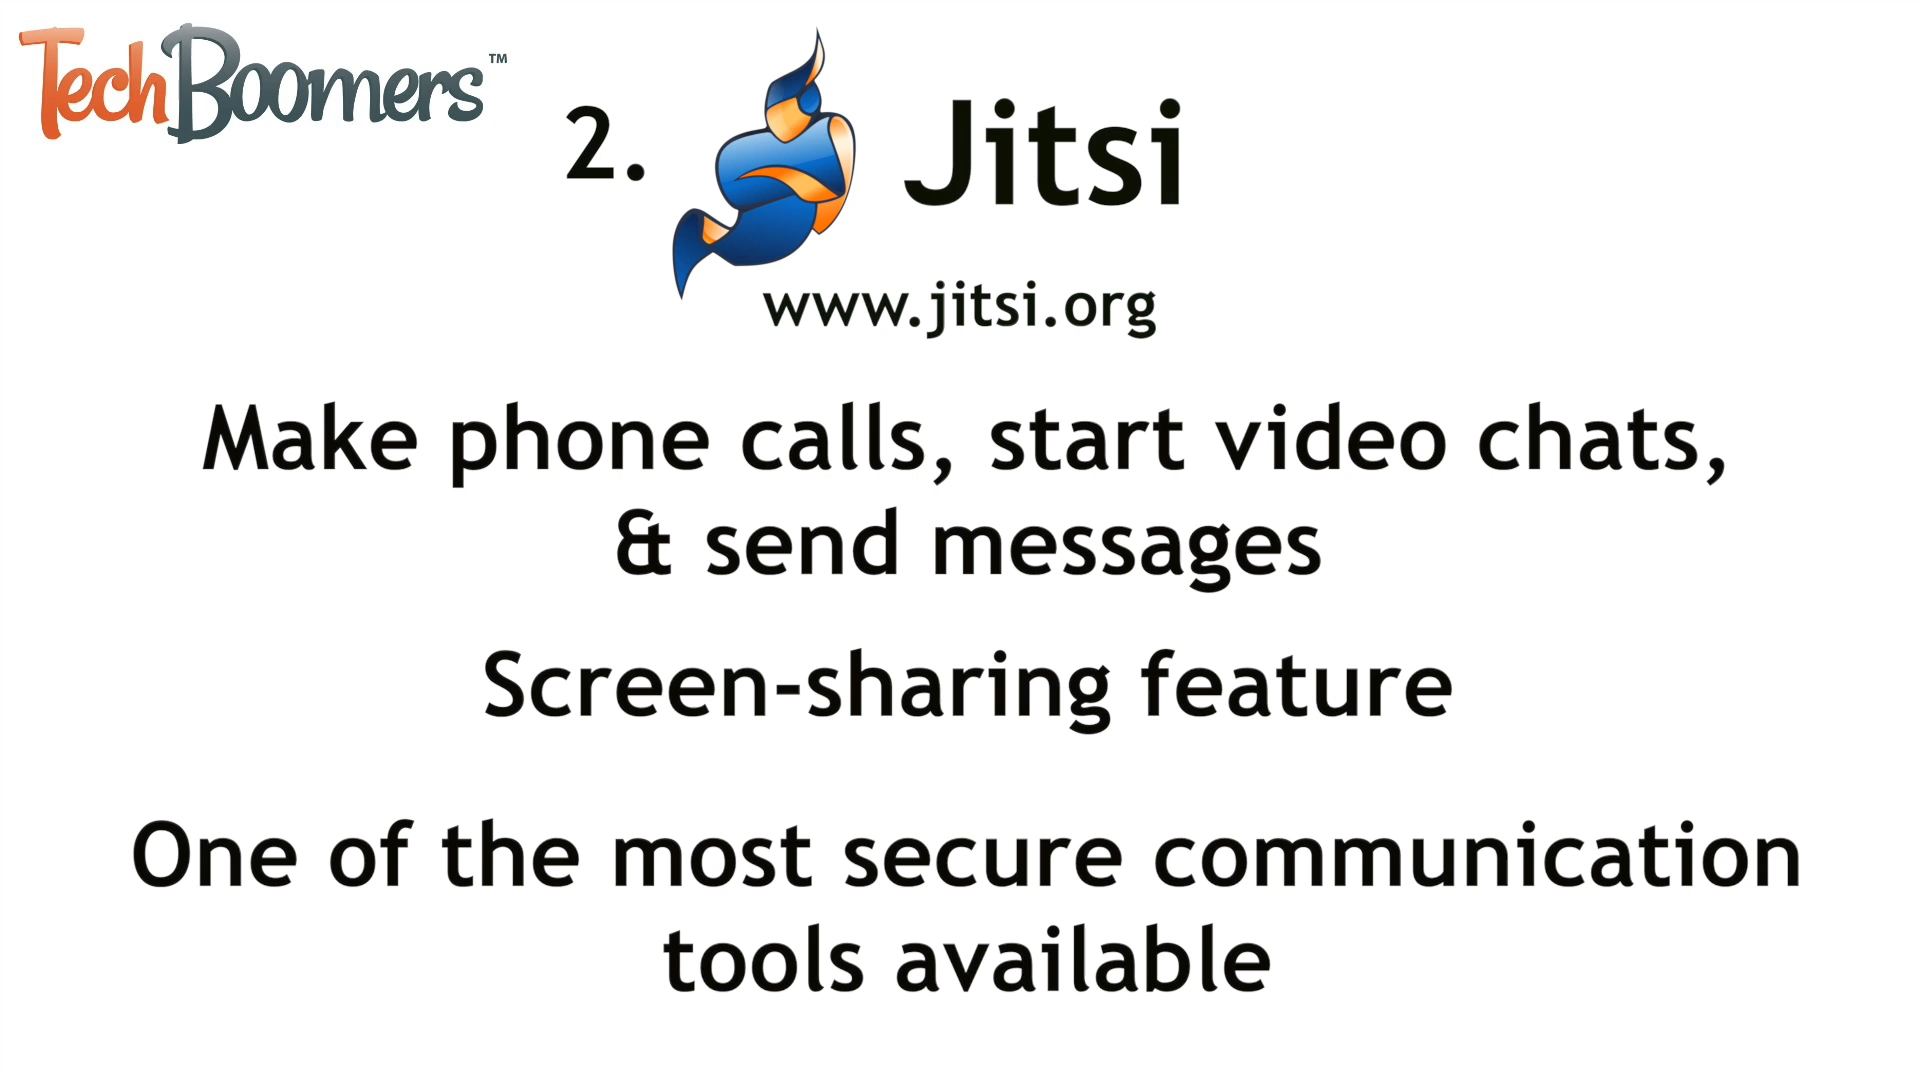 TechBoomers™
2. Jitsi
www.jitsi.org
Make phone calls, start video chats,
& send messages
Screen-sharing feature
One of the most secure communication
tools available